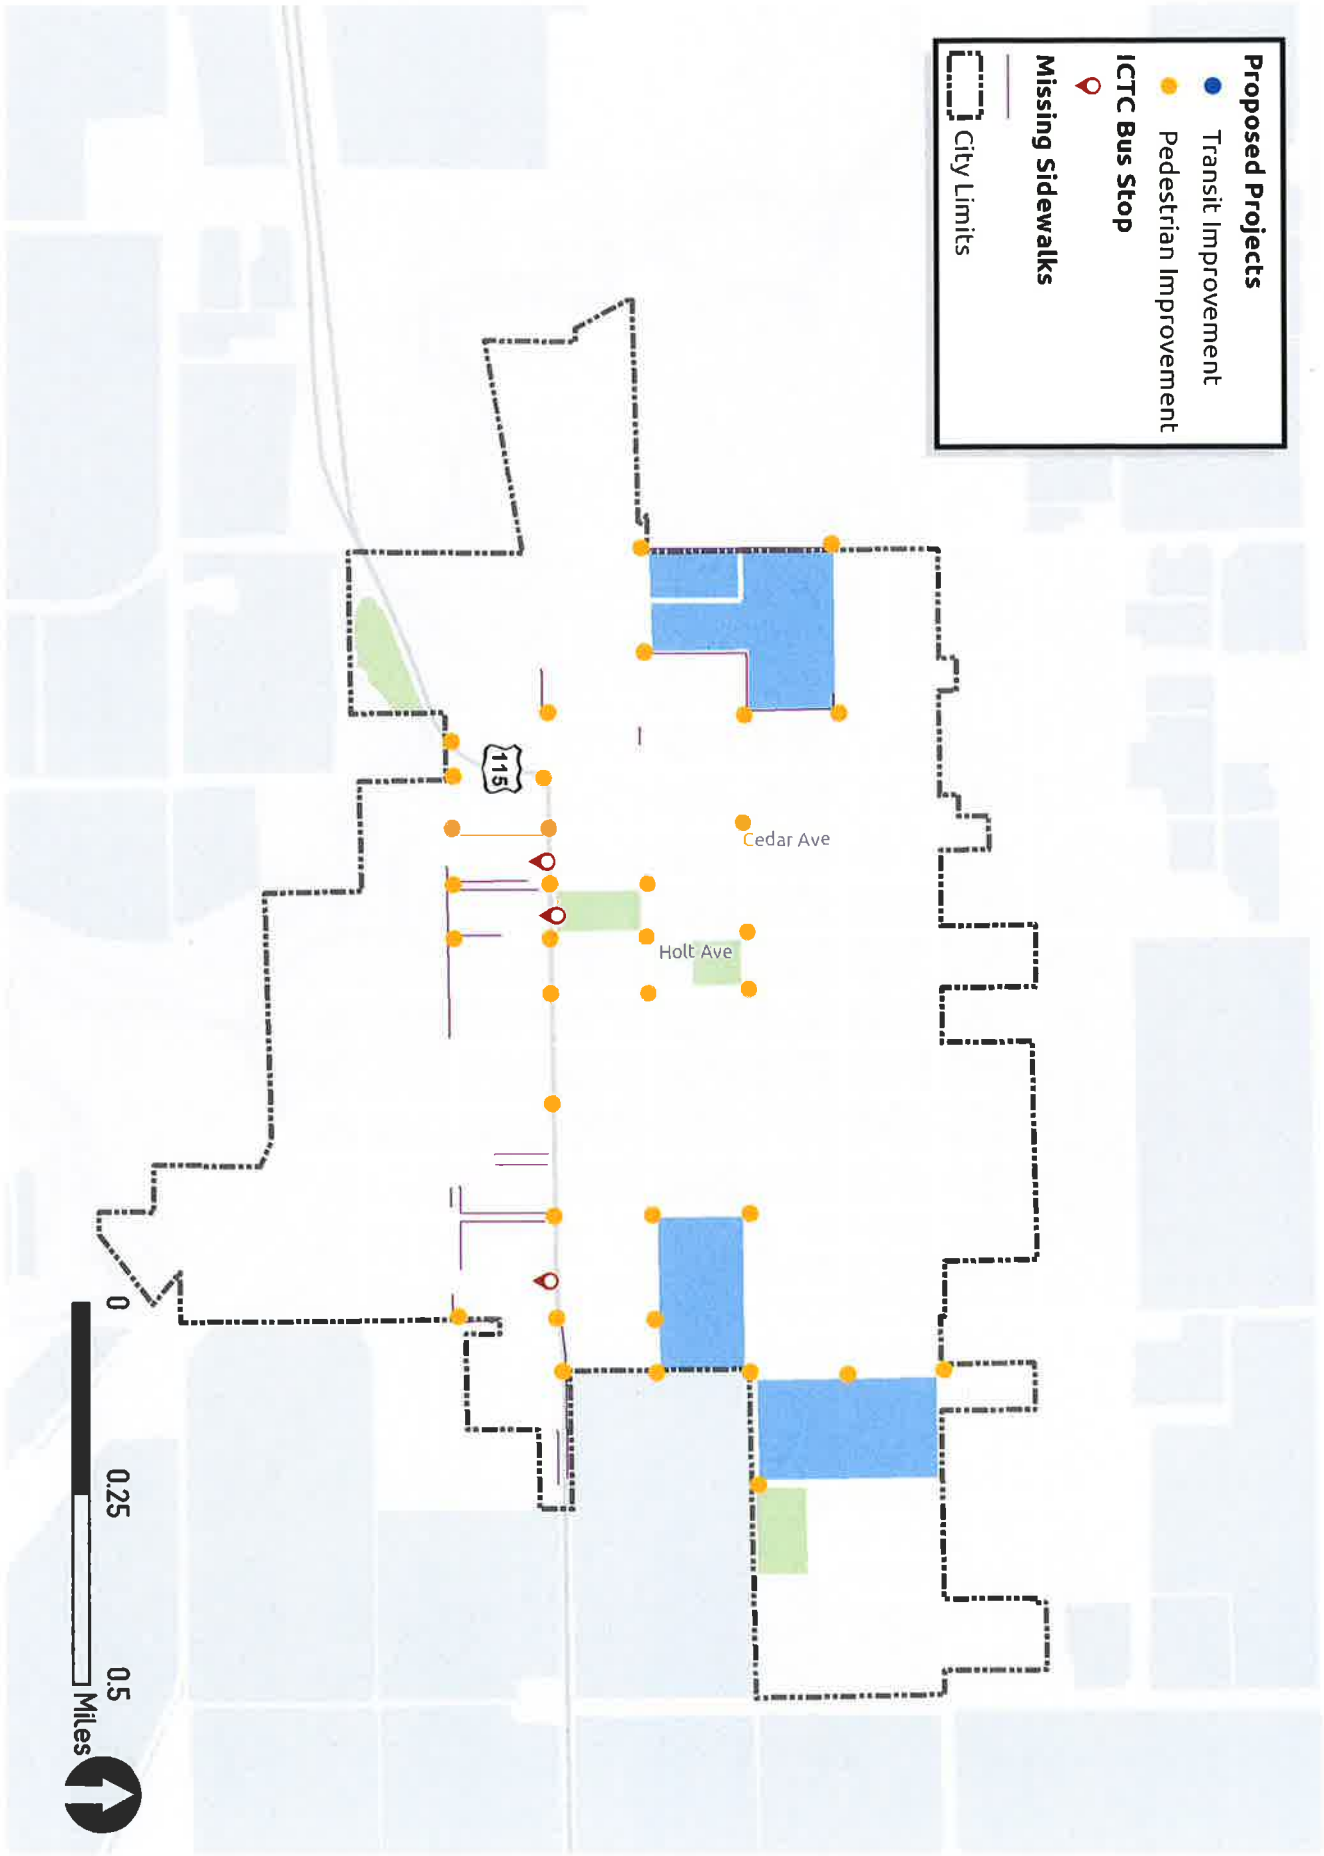 Proposed Projects
Transit Improvement
Pedestrian Improvement
ICTC Bus Stop
Missing Sidewalks
City Limits
115
Cedar Ave
Holt Ave
0
0.25
0.5
Miles